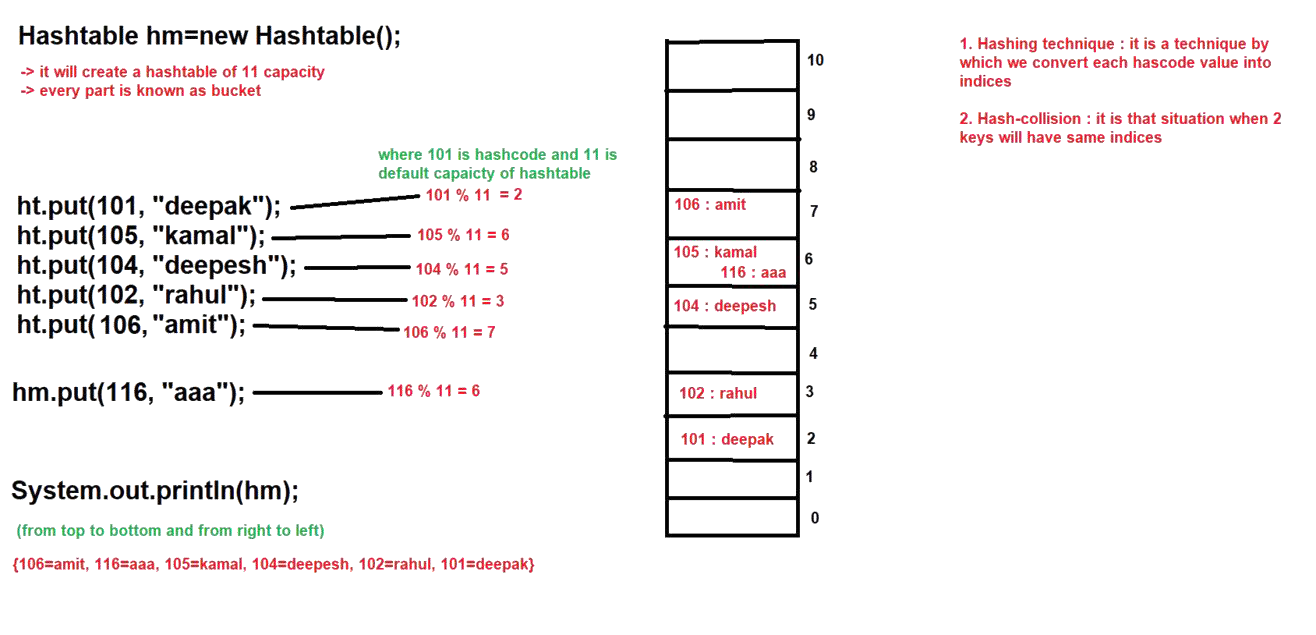 Hashtable hm=new Hashtable();
-> it will create a hashtable of 11 capacity
-> every part is known as bucket
where 101 is hashcode and 11 is
default capaicty of hashtable
ht.put(101, "deepak");
101 % 11 = 2
ht.put(105, "kamal");
105 % 11 = 6
ht.put(104, "deepesh");
104 % 11 = 5
ht.put(102, "rahul");
102 % 11 = 3
ht.put(106, "amit");
106 % 11 = 7
hm.put(116, "aaa");
116 % 11 = 6
System.out.println(hm);
(from top to bottom and from right to left)
{106=amit, 116=aaa, 105=kamal, 104=deepesh, 102=rahul, 101=deepak}
10
9
8
106 : amit
7
105 : kamal
116 : aaa
6
104 : deepesh
5
4
102 : rahul
3
101 : deepak
2
1
0
1. Hashing technique : it is a technique by
which we convert each hascode value into
indices
2. Hash-collision : it is that situation when 2
keys will have same indices